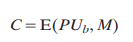 C = E(PU_b, M)